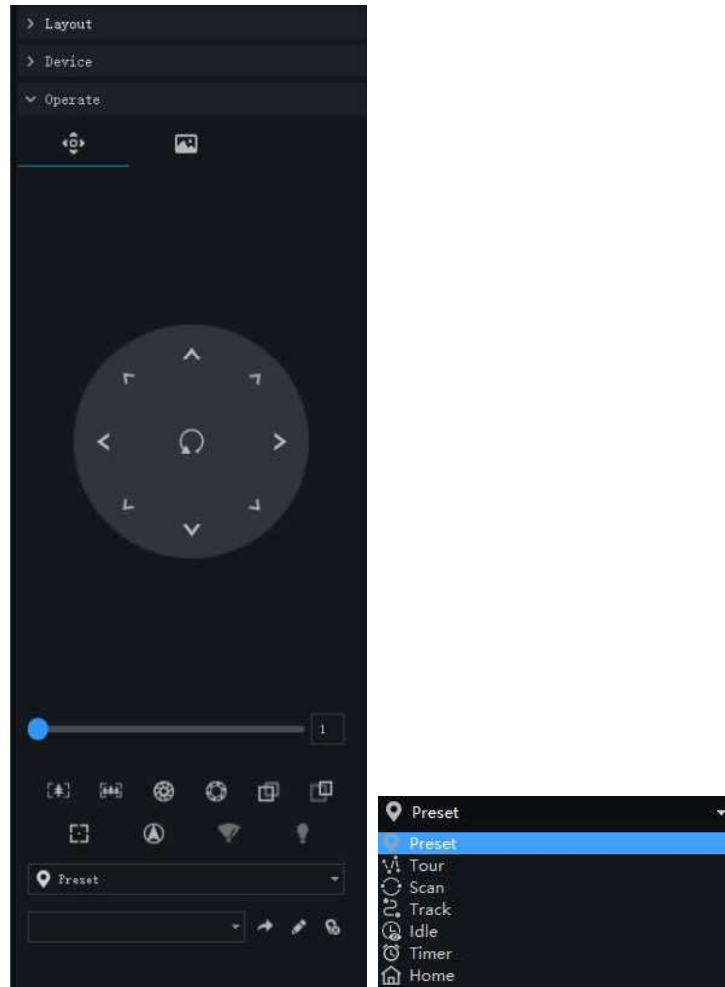 Layout
Device
Operate
1
Preset
Preset
Preset
Tour
Scan
Track
Idle
Timer
Home